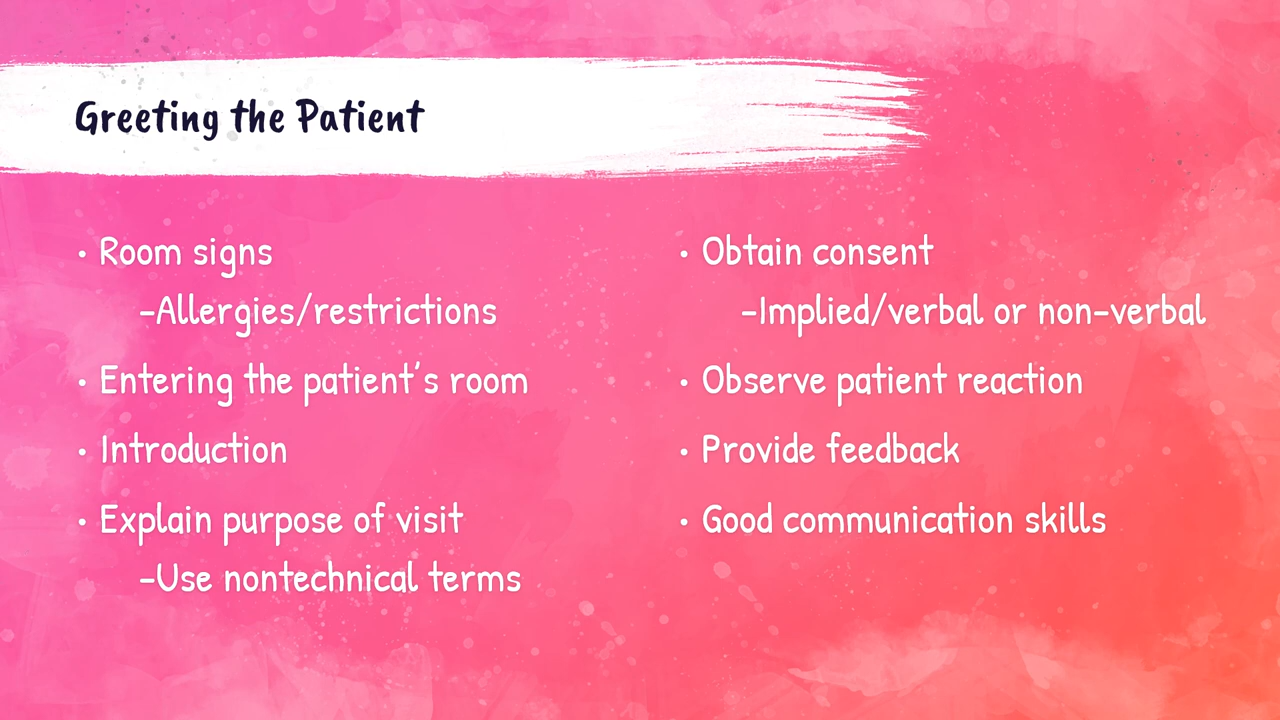 Greeting the Patient
• Room signs
–Allergies/restrictions
• Entering the patient's room
• Introduction
• Explain purpose of visit
–Use nontechnical terms
• Obtain consent
–Implied/verbal or non-verbal
• Observe patient reaction
• Provide feedback
• Good communication skills